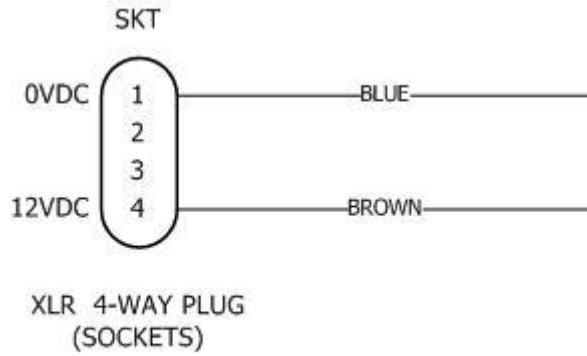 SKT
0VDC 1 BLUE
2
3
12VDC 4 BROWN
XLR 4-WAY PLUG
(SOCKETS)